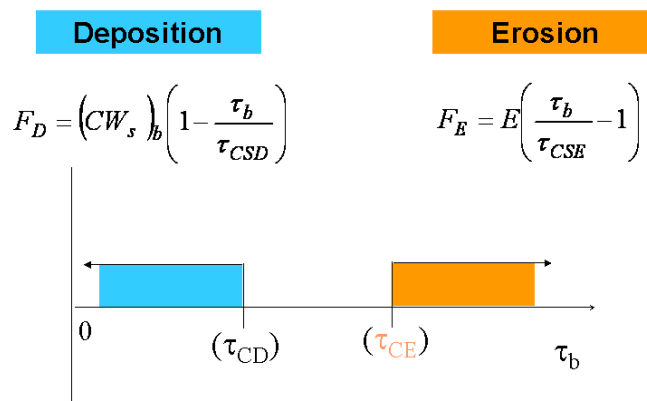 Deposition
Erosion
F_D = (CW_s)_b (1 - τ_b / τ_CSD)
F_E = E (τ_b / τ_CSE - 1)
0
(τ_CD)
(τ_CE)
τ_b